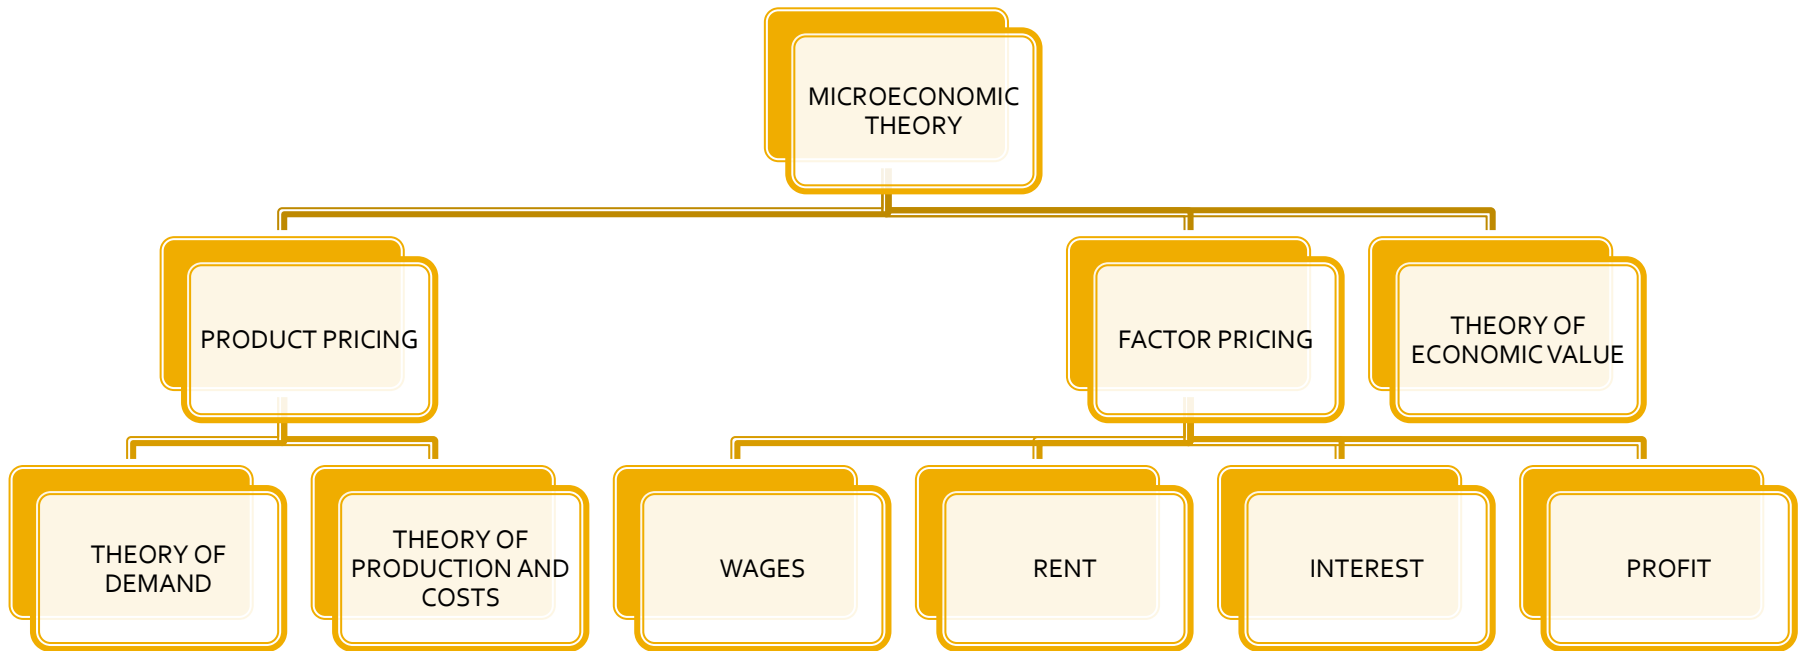 MICROECONOMIC
THEORY
PRODUCT PRICING
FACTOR PRICING
THEORY OF
ECONOMIC VALUE
THEORY OF
DEMAND
THEORY OF
PRODUCTION AND
COSTS
WAGES
RENT
INTEREST
PROFIT